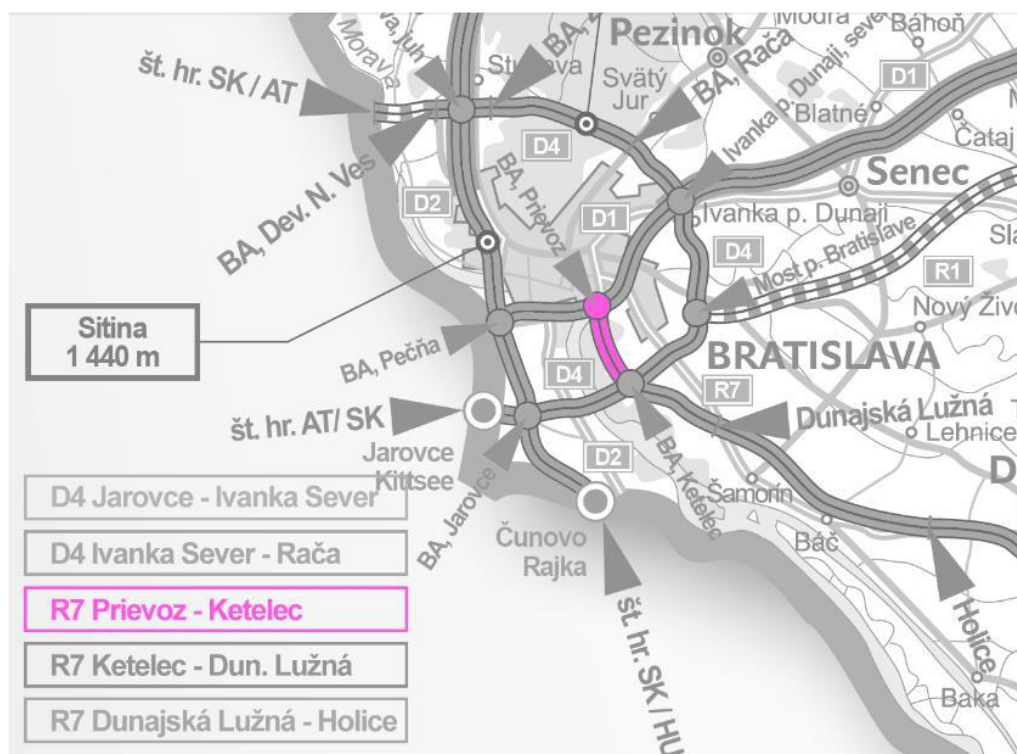 Pezinok
Modra
Báhoň
Morava
št. hr. SK / AT
Svätý
Jur
BA, Rača
Ivanka p. Dunaji, sever
D1
Blatné
Čataj
D4
Senec
BA, Dev. N. Ves
D2
BA, Prievoz
D1
Ivanka p. Dunaji
D4
Most p. Bratislave
R1
Sitina
1 440 m
BA, Pečňa
BRATISLAVA
D4
R7
št. hr. AT/ SK
Dunajská Lužná
Lehnice
Jarovce
Kittsee
D2
BA, Ketelec
Šamorín
BA, Jarovce
Čunovo
Rajka
Báč
št. hr. SK / HU
Holice
Baka
D4 Jarovce - Ivanka Sever
D4 Ivanka Sever - Rača
R7 Prievoz - Ketelec
R7 Ketelec - Dun. Lužná
R7 Dunajská Lužná - Holice